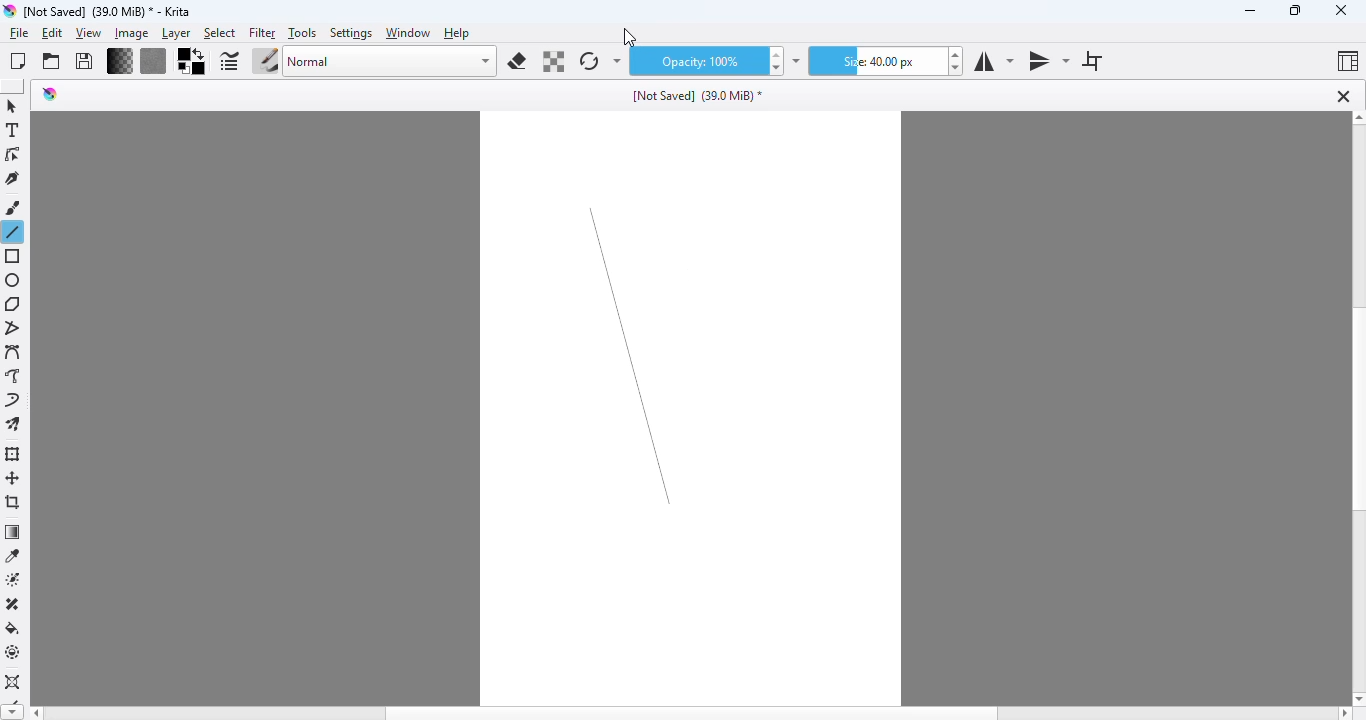 [Not Saved] (39.0 MiB) * - Krita
File Edit View Image Layer Select Filter Tools Settings Window Help
Normal Opacity: 100% Size: 40.00 px
[Not Saved] (39.0 MiB) *